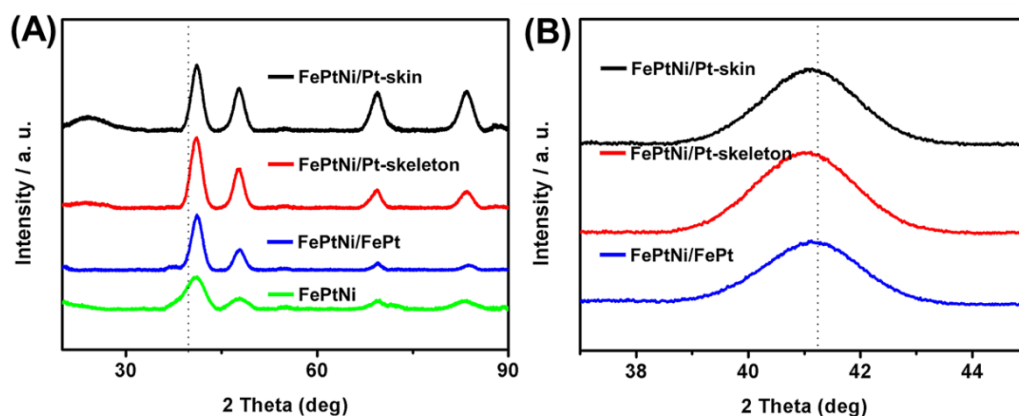 (A)
Intensity / a. u.
FePtNi/Pt-skin
FePtNi/Pt-skeleton
FePtNi/FePt
FePtNi
30 60 90
2 Theta (deg)
(B)
Intensity / a. u.
FePtNi/Pt-skin
FePtNi/Pt-skeleton
FePtNi/FePt
38 40 42 44
2 Theta (deg)